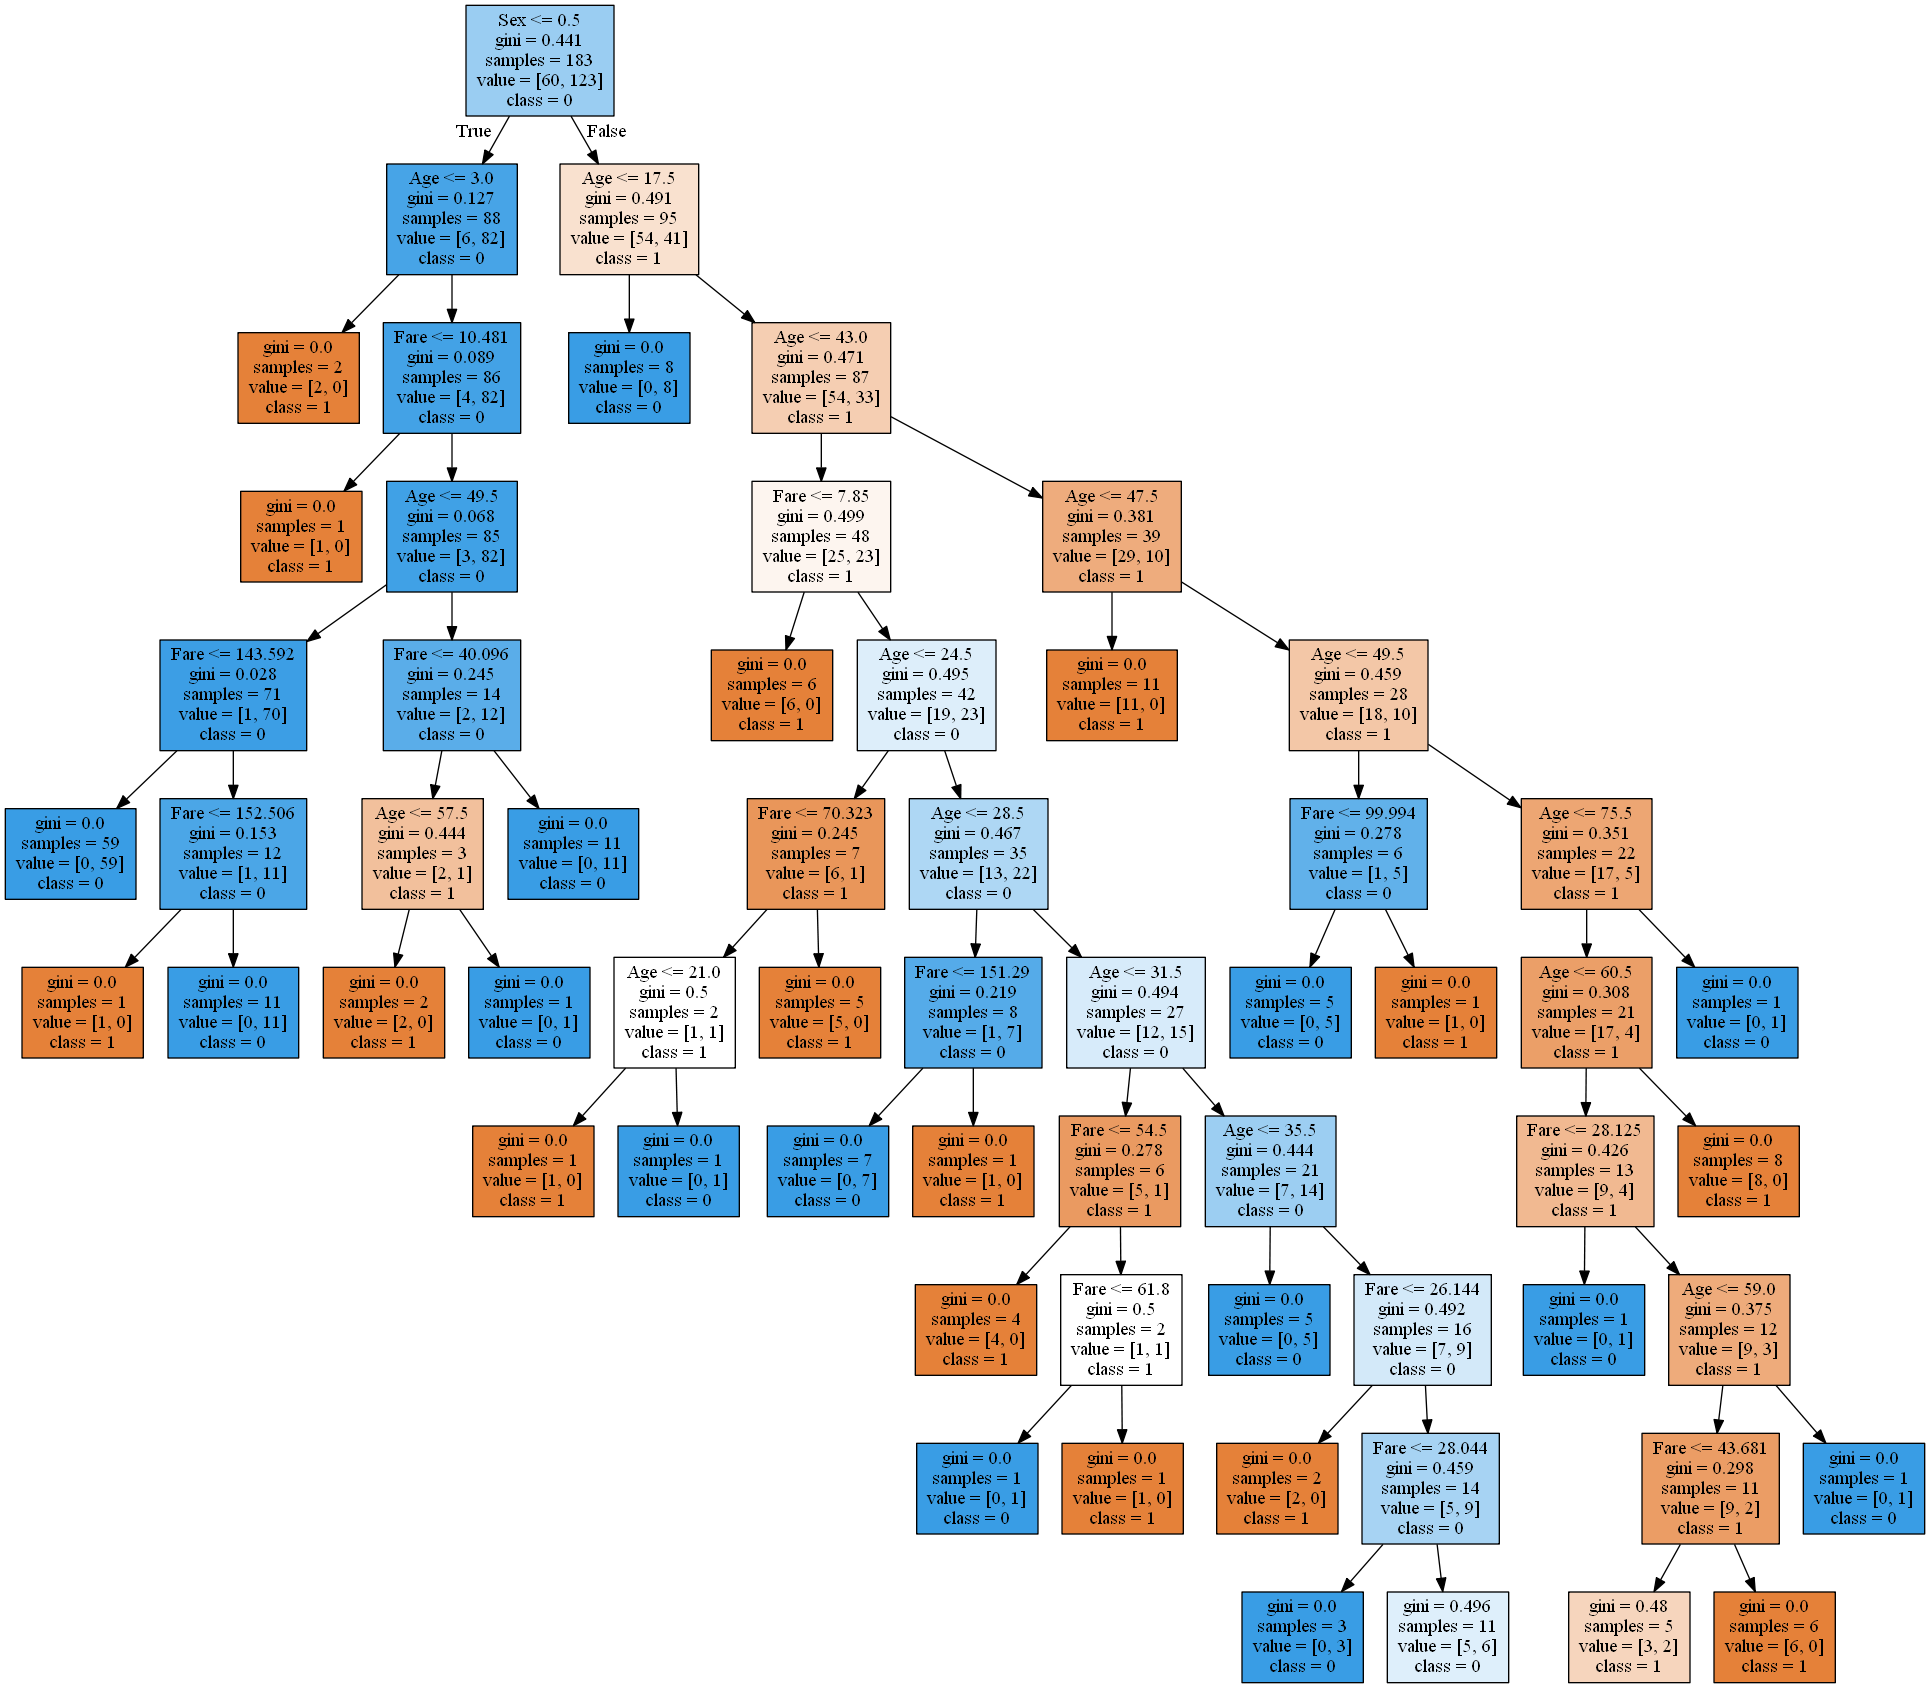 Sex <= 0.5
gini = 0.441
samples = 183
value = [60, 123]
class = 0
True
False
Age <= 3.0
gini = 0.127
samples = 88
value = [6, 82]
class = 0
Age <= 17.5
gini = 0.491
samples = 95
value = [54, 41]
class = 1
gini = 0.0
samples = 2
value = [2, 0]
class = 1
Fare <= 10.481
gini = 0.089
samples = 86
value = [4, 82]
class = 0
gini = 0.0
samples = 8
value = [0, 8]
class = 0
Age <= 43.0
gini = 0.471
samples = 87
value = [54, 33]
class = 1
gini = 0.0
samples = 1
value = [1, 0]
class = 1
Age <= 49.5
gini = 0.068
samples = 85
value = [3, 82]
class = 0
Fare <= 7.85
gini = 0.499
samples = 48
value = [25, 23]
class = 1
Age <= 47.5
gini = 0.381
samples = 39
value = [29, 10]
class = 1
Fare <= 143.592
gini = 0.028
samples = 71
value = [1, 70]
class = 0
Fare <= 40.096
gini = 0.245
samples = 14
value = [2, 12]
class = 0
gini = 0.0
samples = 6
value = [6, 0]
class = 1
Age <= 24.5
gini = 0.495
samples = 42
value = [19, 23]
class = 0
gini = 0.0
samples = 11
value = [11, 0]
class = 1
Age <= 49.5
gini = 0.459
samples = 28
value = [18, 10]
class = 1
gini = 0.0
samples = 59
value = [0, 59]
class = 0
Fare <= 152.506
gini = 0.153
samples = 12
value = [1, 11]
class = 0
Age <= 57.5
gini = 0.444
samples = 3
value = [2, 1]
class = 1
gini = 0.0
samples = 11
value = [0, 11]
class = 0
Fare <= 70.323
gini = 0.245
samples = 7
value = [6, 1]
class = 1
Age <= 28.5
gini = 0.467
samples = 35
value = [13, 22]
class = 0
Fare <= 99.994
gini = 0.278
samples = 6
value = [1, 5]
class = 0
Age <= 75.5
gini = 0.351
samples = 22
value = [17, 5]
class = 1
gini = 0.0
samples = 1
value = [1, 0]
class = 1
gini = 0.0
samples = 11
value = [0, 11]
class = 0
gini = 0.0
samples = 2
value = [2, 0]
class = 1
gini = 0.0
samples = 1
value = [0, 1]
class = 0
Age <= 21.0
gini = 0.5
samples = 2
value = [1, 1]
class = 1
gini = 0.0
samples = 5
value = [5, 0]
class = 1
Fare <= 151.29
gini = 0.219
samples = 8
value = [1, 7]
class = 0
Age <= 31.5
gini = 0.494
samples = 27
value = [12, 15]
class = 0
gini = 0.0
samples = 5
value = [0, 5]
class = 0
gini = 0.0
samples = 1
value = [1, 0]
class = 1
Age <= 60.5
gini = 0.308
samples = 21
value = [17, 4]
class = 1
gini = 0.0
samples = 1
value = [0, 1]
class = 0
gini = 0.0
samples = 1
value = [1, 0]
class = 1
gini = 0.0
samples = 1
value = [0, 1]
class = 0
gini = 0.0
samples = 7
value = [0, 7]
class = 0
gini = 0.0
samples = 1
value = [1, 0]
class = 1
Fare <= 54.5
gini = 0.278
samples = 6
value = [5, 1]
class = 1
Age <= 35.5
gini = 0.444
samples = 21
value = [7, 14]
class = 0
Fare <= 28.125
gini = 0.426
samples = 13
value = [9, 4]
class = 1
gini = 0.0
samples = 8
value = [8, 0]
class = 1
gini = 0.0
samples = 4
value = [4, 0]
class = 1
Fare <= 61.8
gini = 0.5
samples = 2
value = [1, 1]
class = 1
gini = 0.0
samples = 5
value = [0, 5]
class = 0
Fare <= 26.144
gini = 0.492
samples = 16
value = [7, 9]
class = 0
gini = 0.0
samples = 1
value = [0, 1]
class = 0
Age <= 59.0
gini = 0.375
samples = 12
value = [9, 3]
class = 1
gini = 0.0
samples = 1
value = [0, 1]
class = 0
gini = 0.0
samples = 1
value = [1, 0]
class = 1
gini = 0.0
samples = 2
value = [2, 0]
class = 1
Fare <= 28.044
gini = 0.459
samples = 14
value = [5, 9]
class = 0
Fare <= 43.681
gini = 0.298
samples = 11
value = [9, 2]
class = 1
gini = 0.0
samples = 1
value = [0, 1]
class = 0
gini = 0.0
samples = 3
value = [0, 3]
class = 0
gini = 0.496
samples = 11
value = [5, 6]
class = 0
gini = 0.48
samples = 5
value = [3, 2]
class = 1
gini = 0.0
samples = 6
value = [6, 0]
class = 1